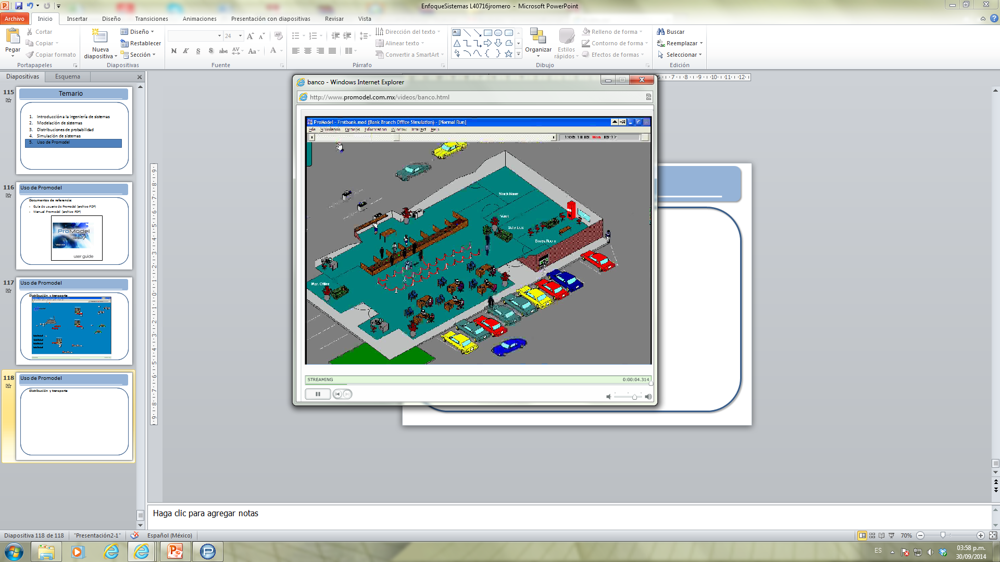 EnfoqueSistemas L40716jromero - Microsoft PowerPoint
Archivo Inicio Insertar Diseño Transiciones Animaciones Presentación con diapositivas Revisar Vista
Pegar
Cortar
Copiar
Copiar formato
Portapapeles
Nueva diapositiva
Diseño
Restablecer
Sección
Diapositivas
24
N K S S abc AV Aa A
Fuente
Dirección del texto
Alinear texto
Convertir a SmartArt
Párrafo
Organizar
Estilos rápidos
Relleno de forma
Contorno de forma
Efectos de formas
Dibujo
Buscar
Reemplazar
Seleccionar
Edición
Diapositivas Esquema
115
Temario
1. Introducción a la ingeniería de sistemas
2. Modelación de sistemas
3. Distribuciones de probabilidad
4. Simulación de sistemas
5. Uso de Promodel
116
Uso de Promodel
Documentos de referencia:
- Guía de usuario de Promodel (archivo PDF)
- Manual Promodel (archivo PDF)
ProModel
7
user guide
117
Uso de Promodel
Distribución y transporte
118
Uso de Promodel
Distribución y transporte
banco - Windows Internet Explorer
http://www.promodel.com.mx/videos/banco.html
ProModel - Frstbank.mod (Bank Branch Office Simulation) - [Normal Run]
File Simulation Options Information Window Interact Help
1995 10 09 Mon 09:12
Stock Room
Vault
Safe Box
Break Room
Mgr. Office
STREAMING 0:00:04.314
Haga clic para agregar notas
Diapositiva 118 de 118 "Presentación2-1" Español (México) 70%
ES
03:58 p.m.
30/09/2014